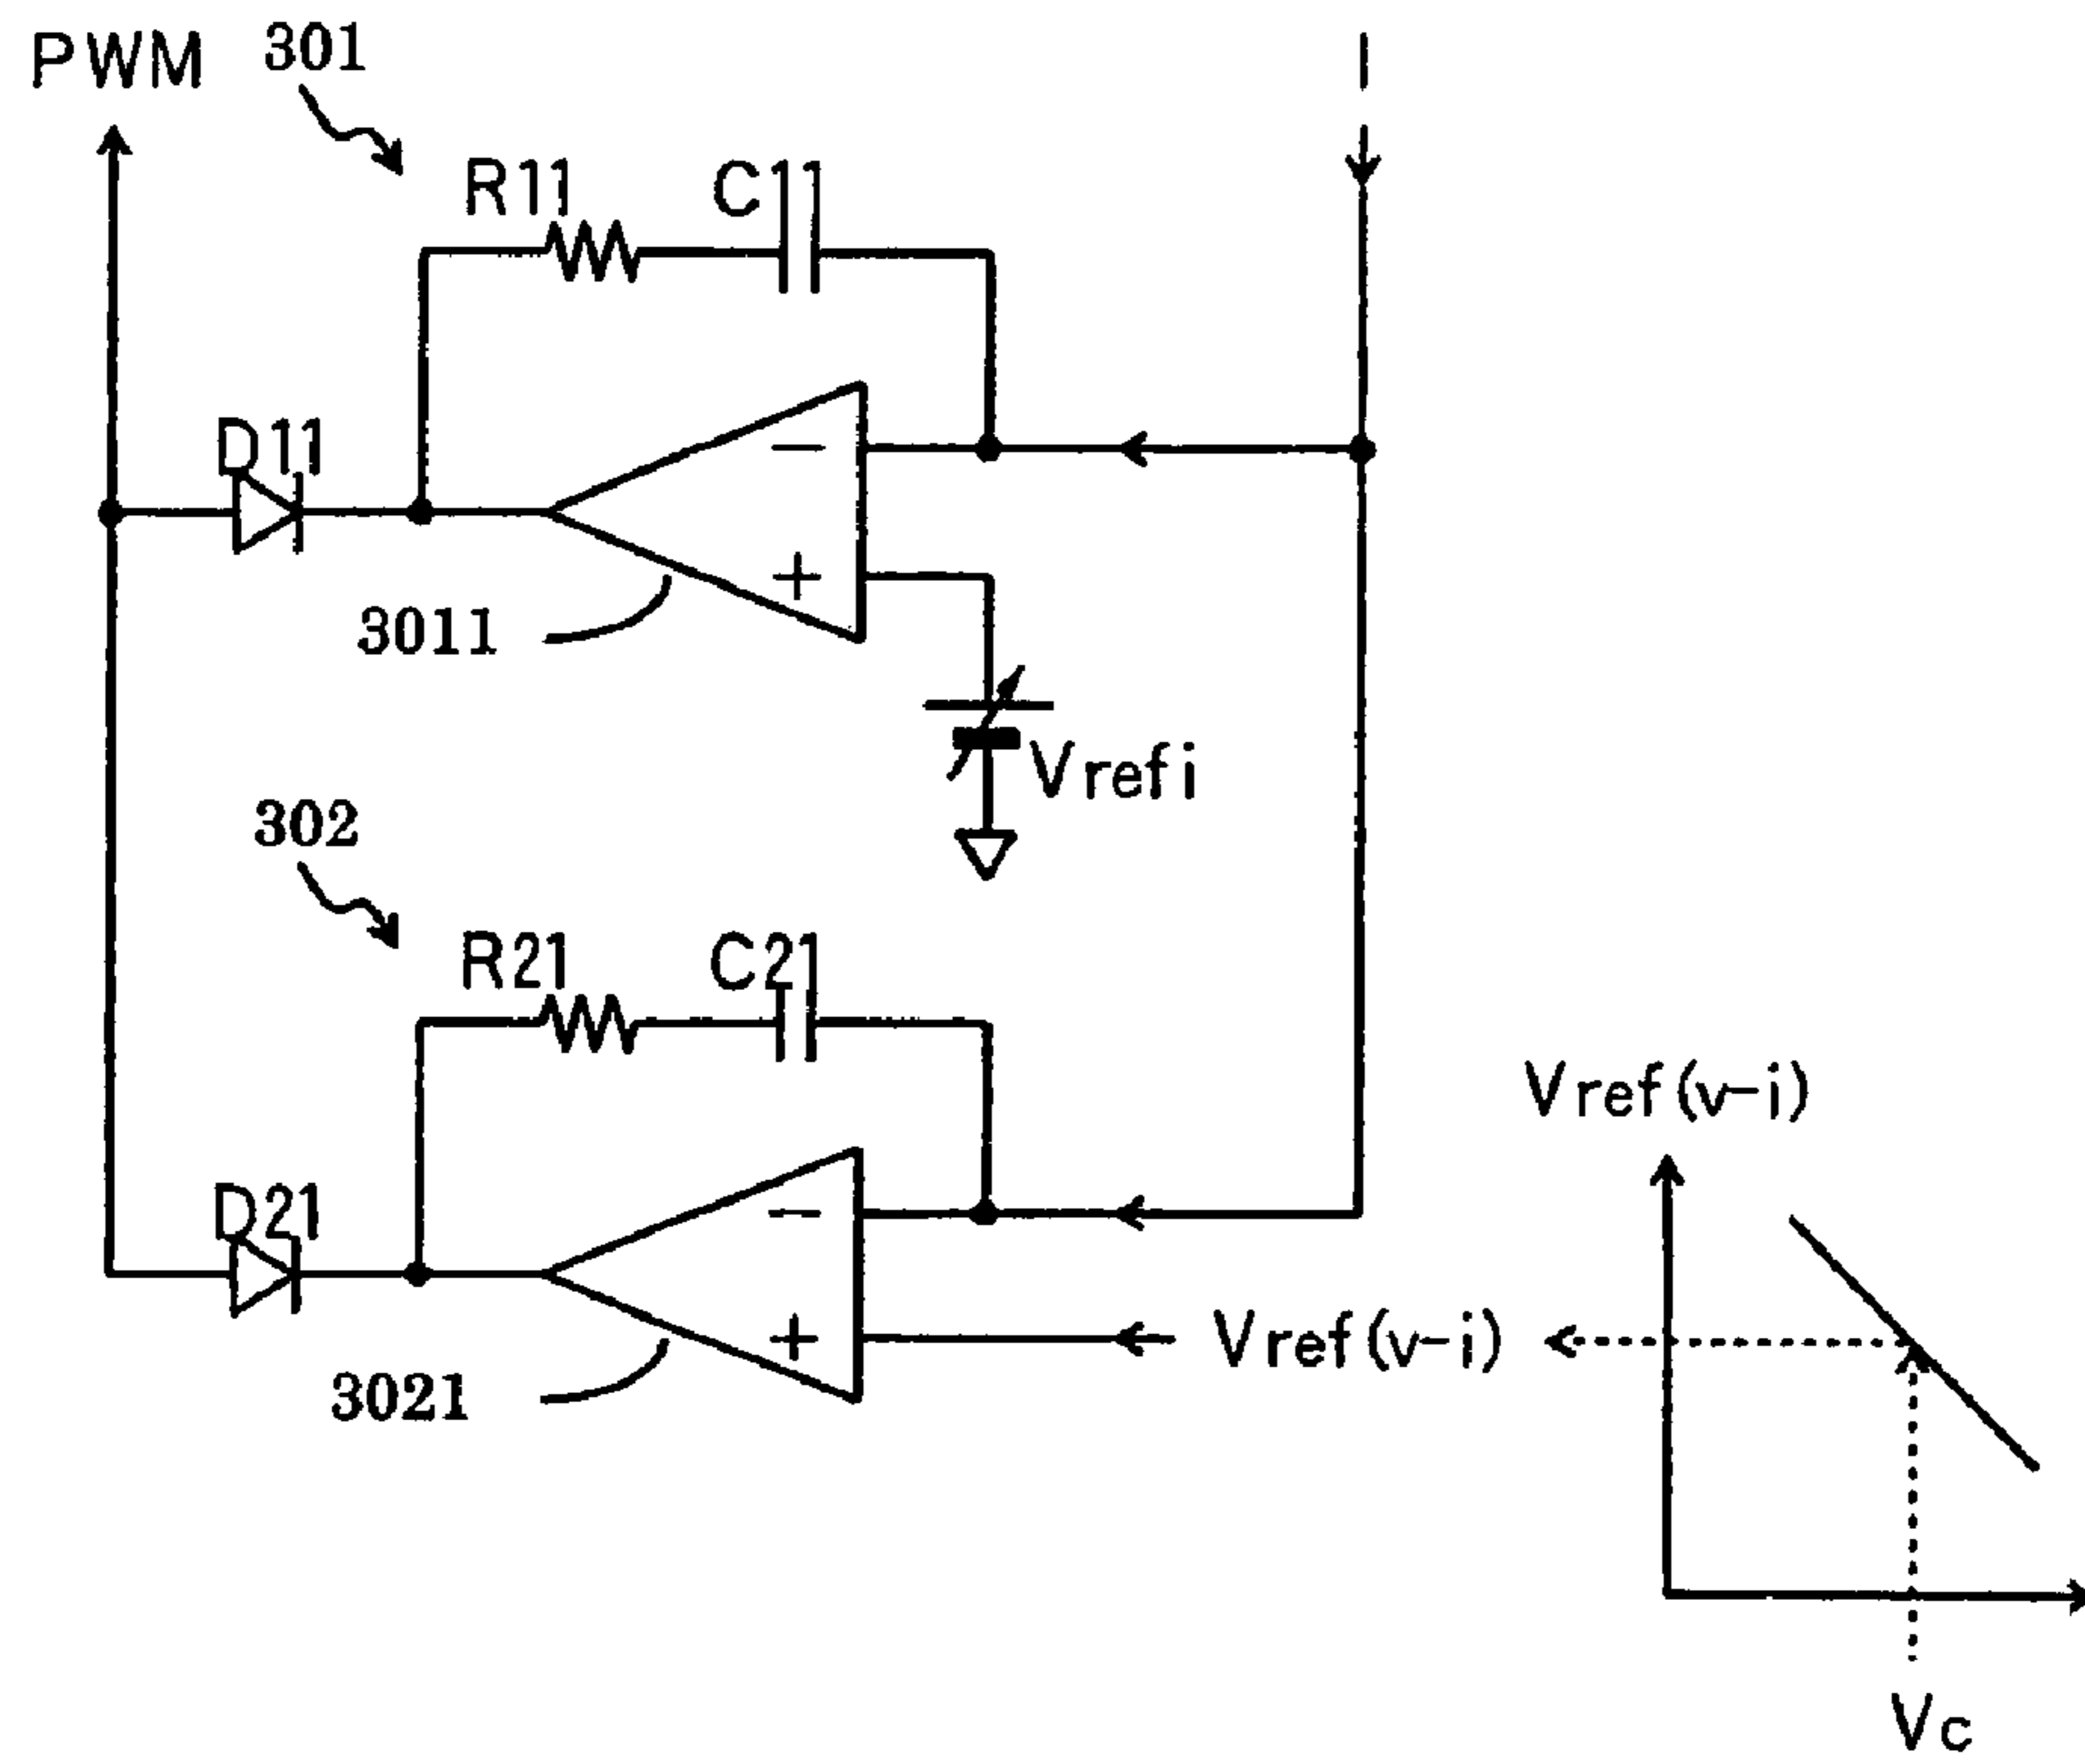 PWM
301
I
R11
C11
D11
−
+
3011
Vrefi
302
R21
C21
Vref(v-i)
D21
−
+
Vref(v-i)
3021
Vc